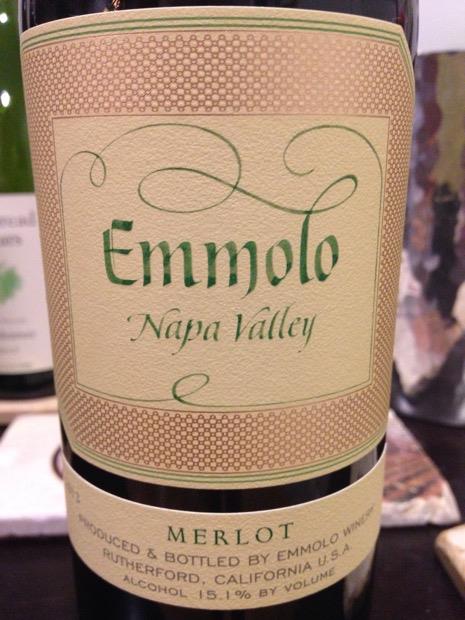 Emmolo
Napa Valley
MERLOT
PRODUCED & BOTTLED BY EMMOLO WINERY
RUTHERFORD, CALIFORNIA U.S.A.
ALCOHOL 15.1% BY VOLUME